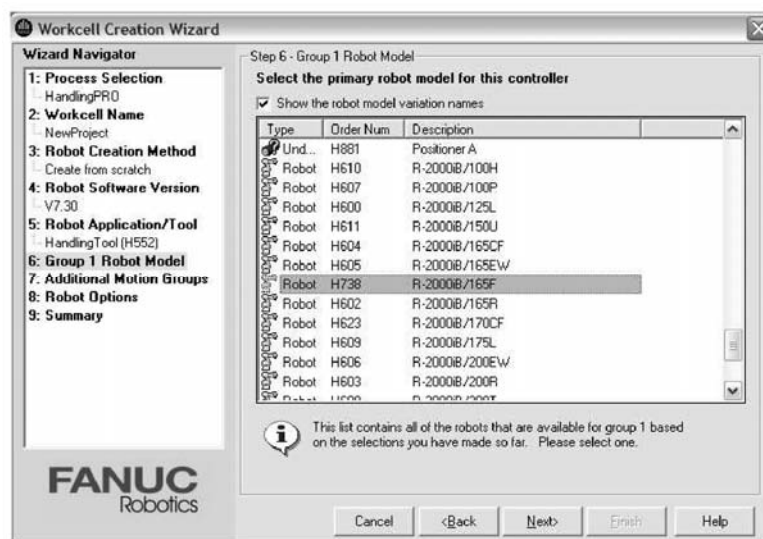 Workcell Creation Wizard
Wizard Navigator
1: Process Selection
HandlingPRO
2: Workcell Name
NewProject
3: Robot Creation Method
Create from scratch
4: Robot Software Version
V7.30
5: Robot Application/Tool
HandlingTool (H552)
6: Group 1 Robot Model
7: Additional Motion Groups
8: Robot Options
9: Summary
FANUC
Robotics
Step 6 - Group 1 Robot Model
Select the primary robot model for this controller
Show the robot model variation names
Type Order Num Description
Und... H881 Positioner A
Robot H610 R-2000iB/100H
Robot H607 R-2000iB/100P
Robot H600 R-2000iB/125L
Robot H611 R-2000iB/150U
Robot H604 R-2000iB/165CF
Robot H605 R-2000iB/165EW
Robot H738 R-2000iB/165F
Robot H602 R-2000iB/165R
Robot H623 R-2000iB/170CF
Robot H609 R-2000iB/175L
Robot H606 R-2000iB/200EW
Robot H603 R-2000iB/200R
This list contains all of the robots that are available for group 1 based
on the selections you have made so far. Please select one.
Cancel <Back Next> Finish Help